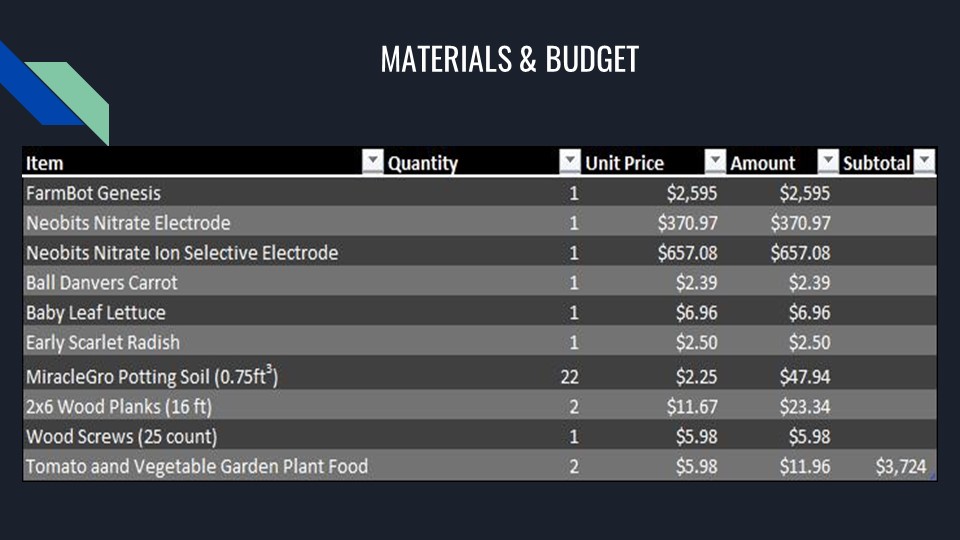 MATERIALS & BUDGET
Item Quantity Unit Price Amount Subtotal
FarmBot Genesis 1 $2,595 $2,595
Neobits Nitrate Electrode 1 $370.97 $370.97
Neobits Nitrate Ion Selective Electrode 1 $657.08 $657.08
Ball Danvers Carrot 1 $2.39 $2.39
Baby Leaf Lettuce 1 $6.96 $6.96
Early Scarlet Radish 1 $2.50 $2.50
MiracleGro Potting Soil (0.75ft³) 22 $2.25 $47.94
2x6 Wood Planks (16 ft) 2 $11.67 $23.34
Wood Screws (25 count) 1 $5.98 $5.98
Tomato aand Vegetable Garden Plant Food 2 $5.98 $11.96 $3,724